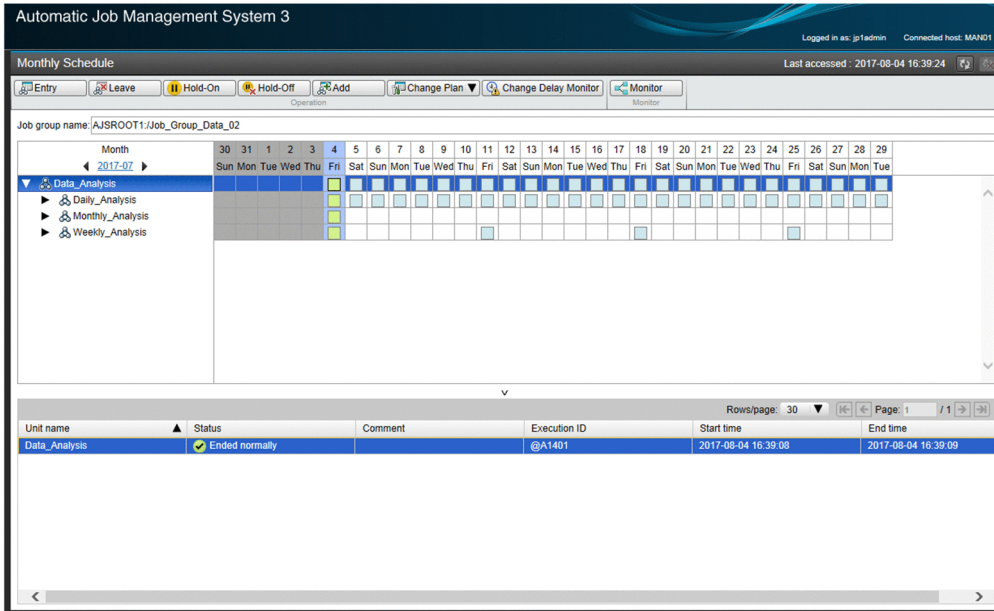 Automatic Job Management System 3
Logged in as: jp1admin Connected host: MAN01
Monthly Schedule Last accessed : 2017-08-04 16:39:24
Entry Leave Hold-On Hold-Off Add Change Plan Change Delay Monitor Monitor
Operation Monitor
Job group name: AJSROOT1:/Job_Group_Data_02
Month 30 31 1 2 3 4 5 6 7 8 9 10 11 12 13 14 15 16 17 18 19 20 21 22 23 24 25 26 27 28 29
2017-07 Sun Mon Tue Wed Thu Fri Sat Sun Mon Tue Wed Thu Fri Sat Sun Mon Tue Wed Thu Fri Sat Sun Mon Tue Wed Thu Fri Sat Sun Mon Tue
Data_Analysis
Daily_Analysis
Monthly_Analysis
Weekly_Analysis
Rows/page: 30 Page: 1 / 1
Unit name Status Comment Execution ID Start time End time
Data_Analysis Ended normally @A1401 2017-08-04 16:39:08 2017-08-04 16:39:09